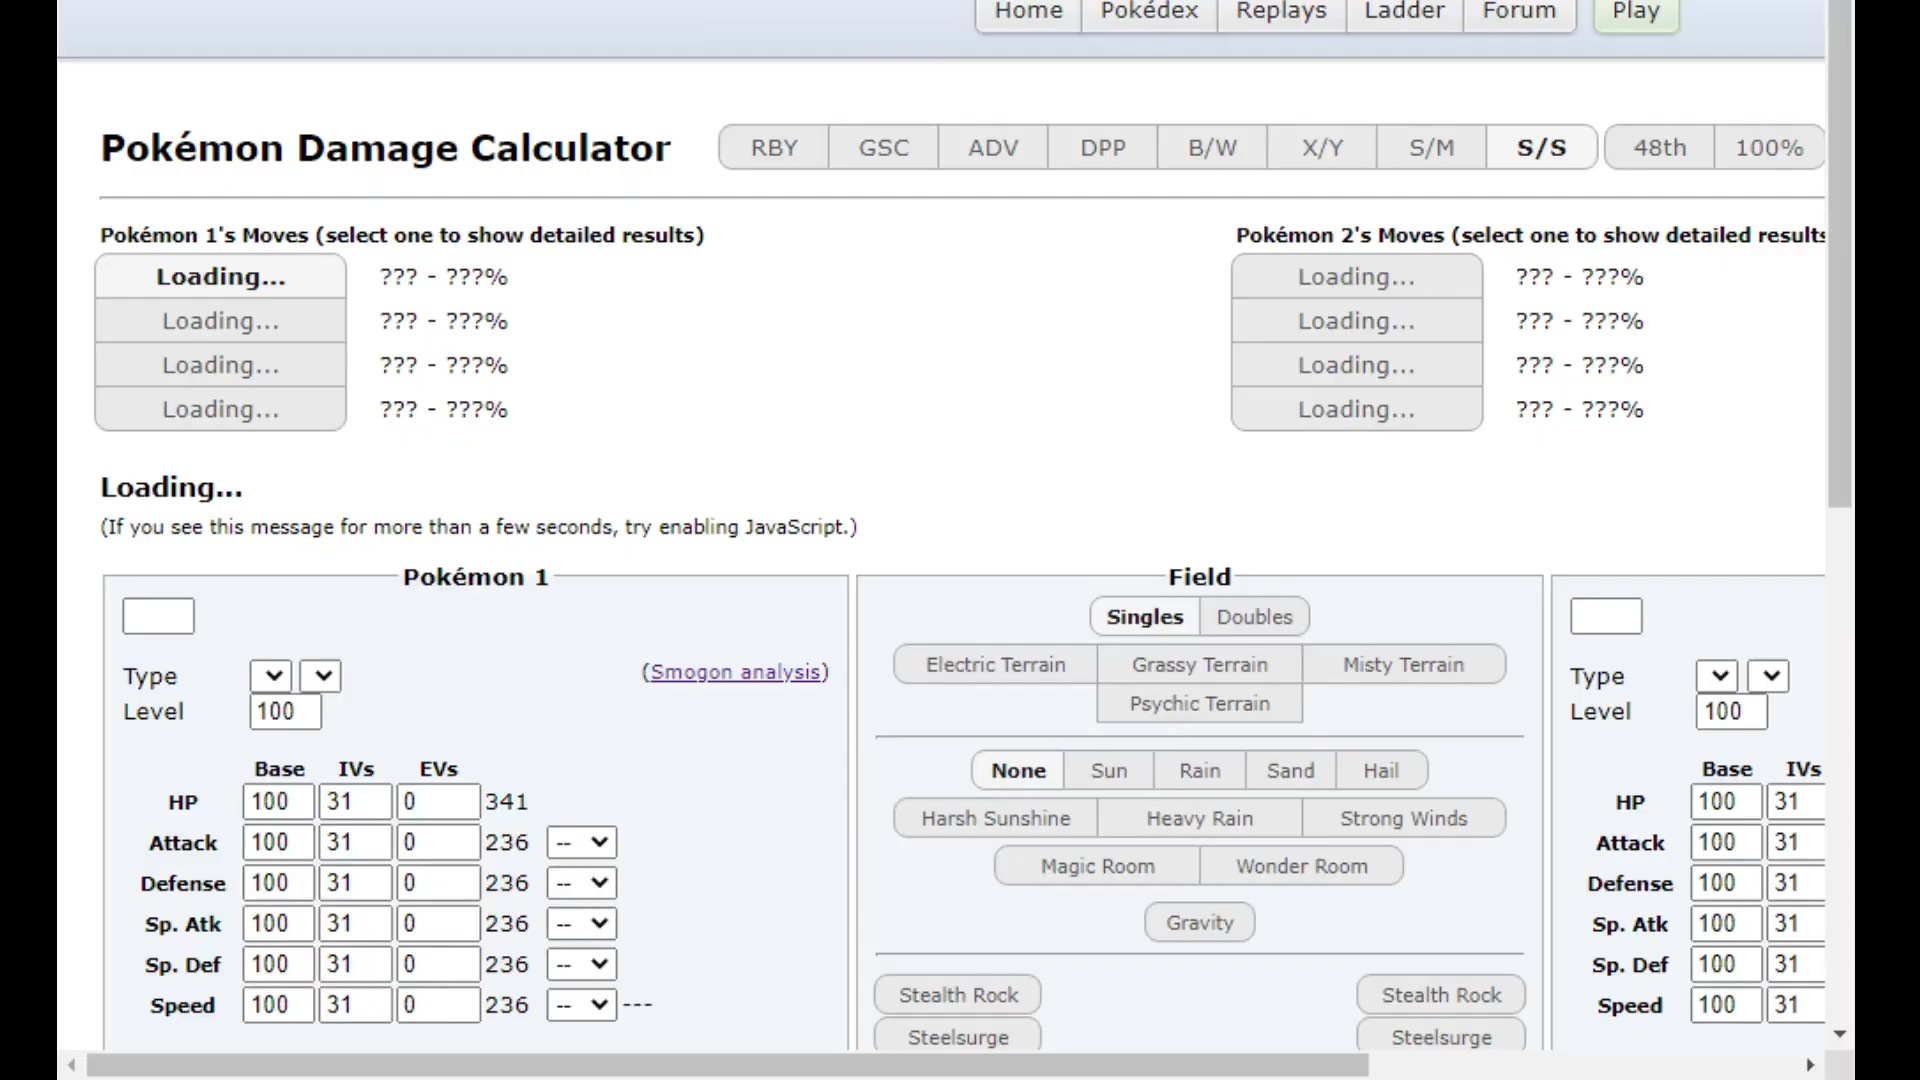 Home Pokédex Replays Ladder Forum Play
Pokémon Damage Calculator RBY GSC ADV DPP B/W X/Y S/M S/S 48th 100%
Pokémon 1's Moves (select one to show detailed results) Pokémon 2's Moves (select one to show detailed results
Loading... ??? - ???% Loading... ??? - ???%
Loading... ??? - ???% Loading... ??? - ???%
Loading... ??? - ???% Loading... ??? - ???%
Loading... ??? - ???% Loading... ??? - ???%
Loading...
(If you see this message for more than a few seconds, try enabling JavaScript.)
Pokémon 1 Field
Singles Doubles
Electric Terrain Grassy Terrain Misty Terrain
Type (Smogon analysis) Type
Level 100 Psychic Terrain Level 100
Base IVs EVs None Sun Rain Sand Hail Base IVs
HP 100 31 0 341 Harsh Sunshine Heavy Rain Strong Winds HP 100 31
Attack 100 31 0 236 -- Magic Room Wonder Room Attack 100 31
Defense 100 31 0 236 -- Defense 100 31
Sp. Atk 100 31 0 236 -- Gravity Sp. Atk 100 31
Sp. Def 100 31 0 236 -- Sp. Def 100 31
Speed 100 31 0 236 -- --- Stealth Rock Stealth Rock Speed 100 31
Steelsurge Steelsurge